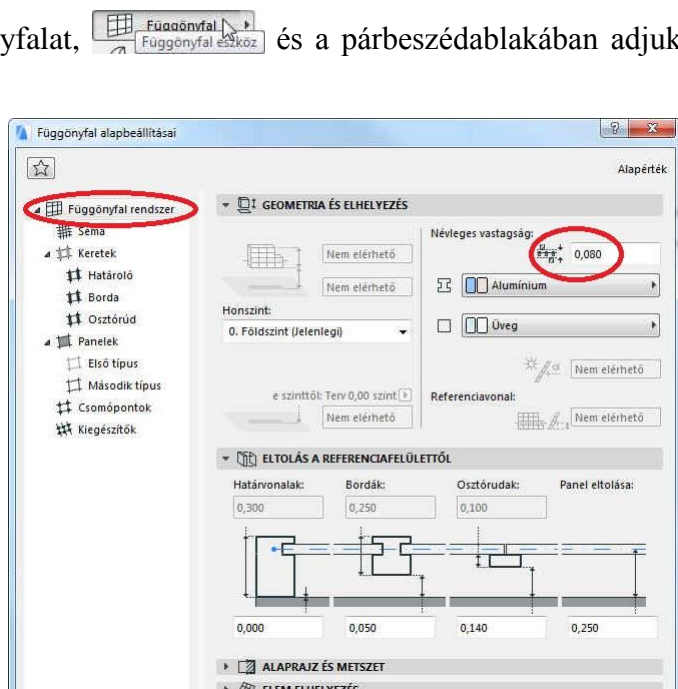 Függönyfal
yfalat, Függönyfal eszköz és a párbeszédablakában adjuk
Függönyfal alapbeállításai
Alapérték
Függönyfal rendszer
Séma
Keretek
Határoló
Borda
Osztórúd
Panelek
Első típus
Második típus
Csomópontok
Kiegészítők
GEOMETRIA ÉS ELHELYEZÉS
Névleges vastagság:
Nem elérhető
0,080
Nem elérhető
Alumínium
Honszint:
0. Földszint (Jelenlegi)
Üveg
α Nem elérhető
e szinttől: Terv 0,00 szint
Referenciavonal:
Nem elérhető
Nem elérhető
ELTOLÁS A REFERENCIAFELÜLETTŐL
Határvonalak: Bordák: Osztórudak: Panel eltolása:
0,300 0,250 0,100
0,000 0,050 0,140 0,250
ALAPRAJZ ÉS METSZET
ELEM ELHELYEZÉS